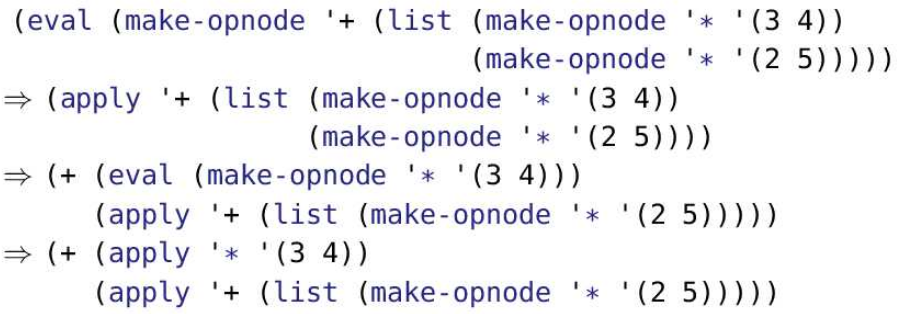 (eval (make-opnode '+ (list (make-opnode '* '(3 4))
(make-opnode '* '(2 5)))))
⇒ (apply '+ (list (make-opnode '* '(3 4))
(make-opnode '* '(2 5))))
⇒ (+ (eval (make-opnode '* '(3 4)))
(apply '+ (list (make-opnode '* '(2 5)))))
⇒ (+ (apply '* '(3 4))
(apply '+ (list (make-opnode '* '(2 5)))))